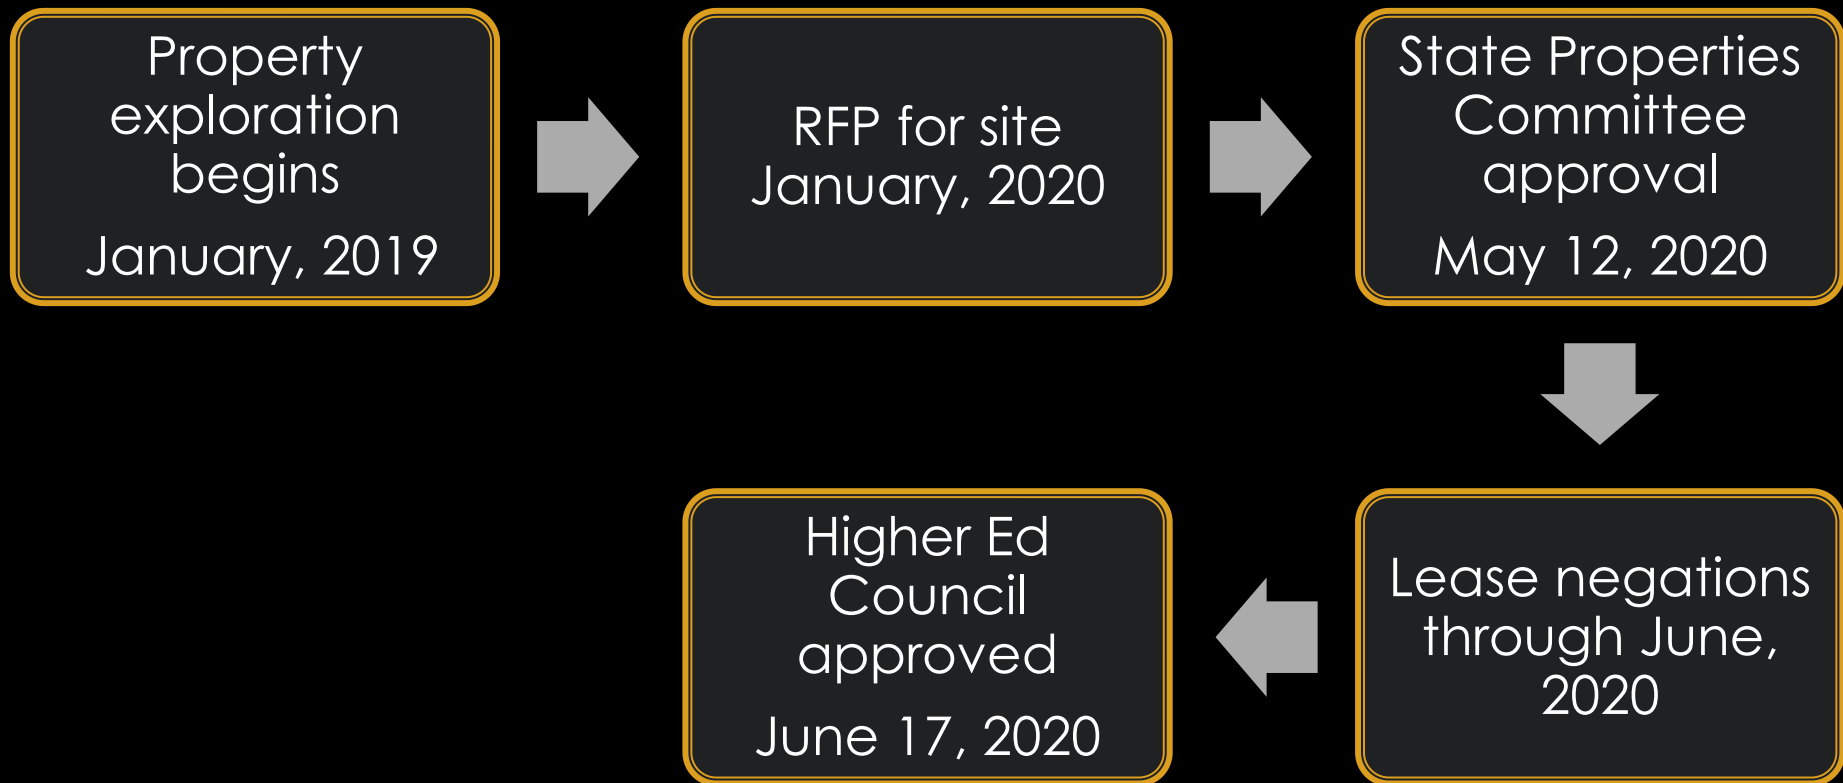 Property
exploration
begins
January, 2019
RFP for site
January, 2020
State Properties
Committee
approval
May 12, 2020
Lease negations
through June,
2020
Higher Ed
Council
approved
June 17, 2020